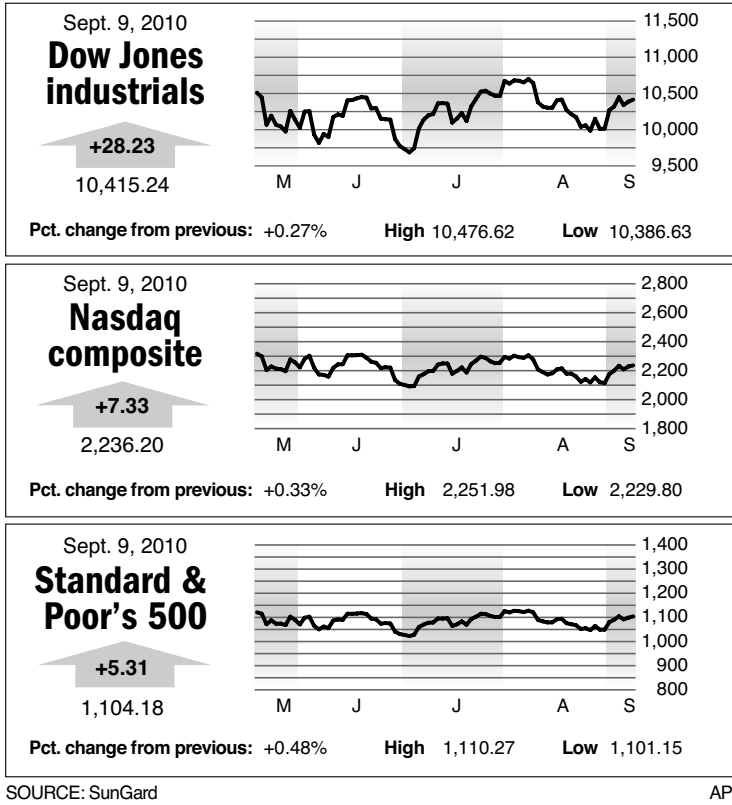 Sept. 9, 2010
Dow Jones
industrials
+28.23
10,415.24
11,500
11,000
10,500
10,000
9,500
M J J A S
Pct. change from previous: +0.27% High 10,476.62 Low 10,386.63
Sept. 9, 2010
Nasdaq
composite
+7.33
2,236.20
2,800
2,600
2,400
2,200
2,000
1,800
M J J A S
Pct. change from previous: +0.33% High 2,251.98 Low 2,229.80
Sept. 9, 2010
Standard &
Poor's 500
+5.31
1,104.18
1,400
1,300
1,200
1,100
1,000
900
800
M J J A S
Pct. change from previous: +0.48% High 1,110.27 Low 1,101.15
SOURCE: SunGard AP